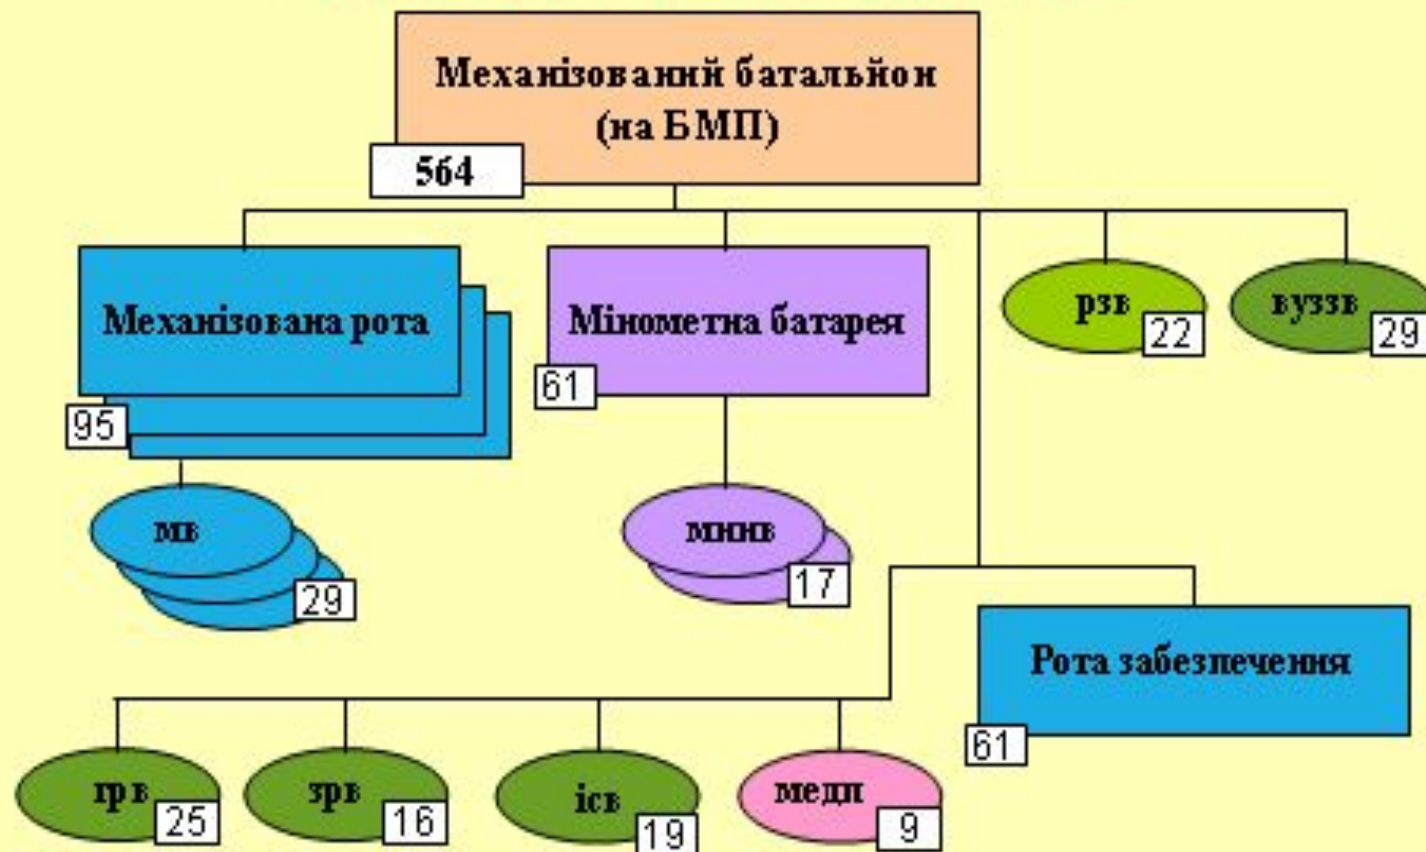 Механізований батальйон
(на БМП)
564
Механізована рота
95
Мінометна батарея
61
рзв
22
вуззв
29
мв
29
минв
17
Рота забезпечення
61
грв
25
зрв
16
ісв
19
медп
9